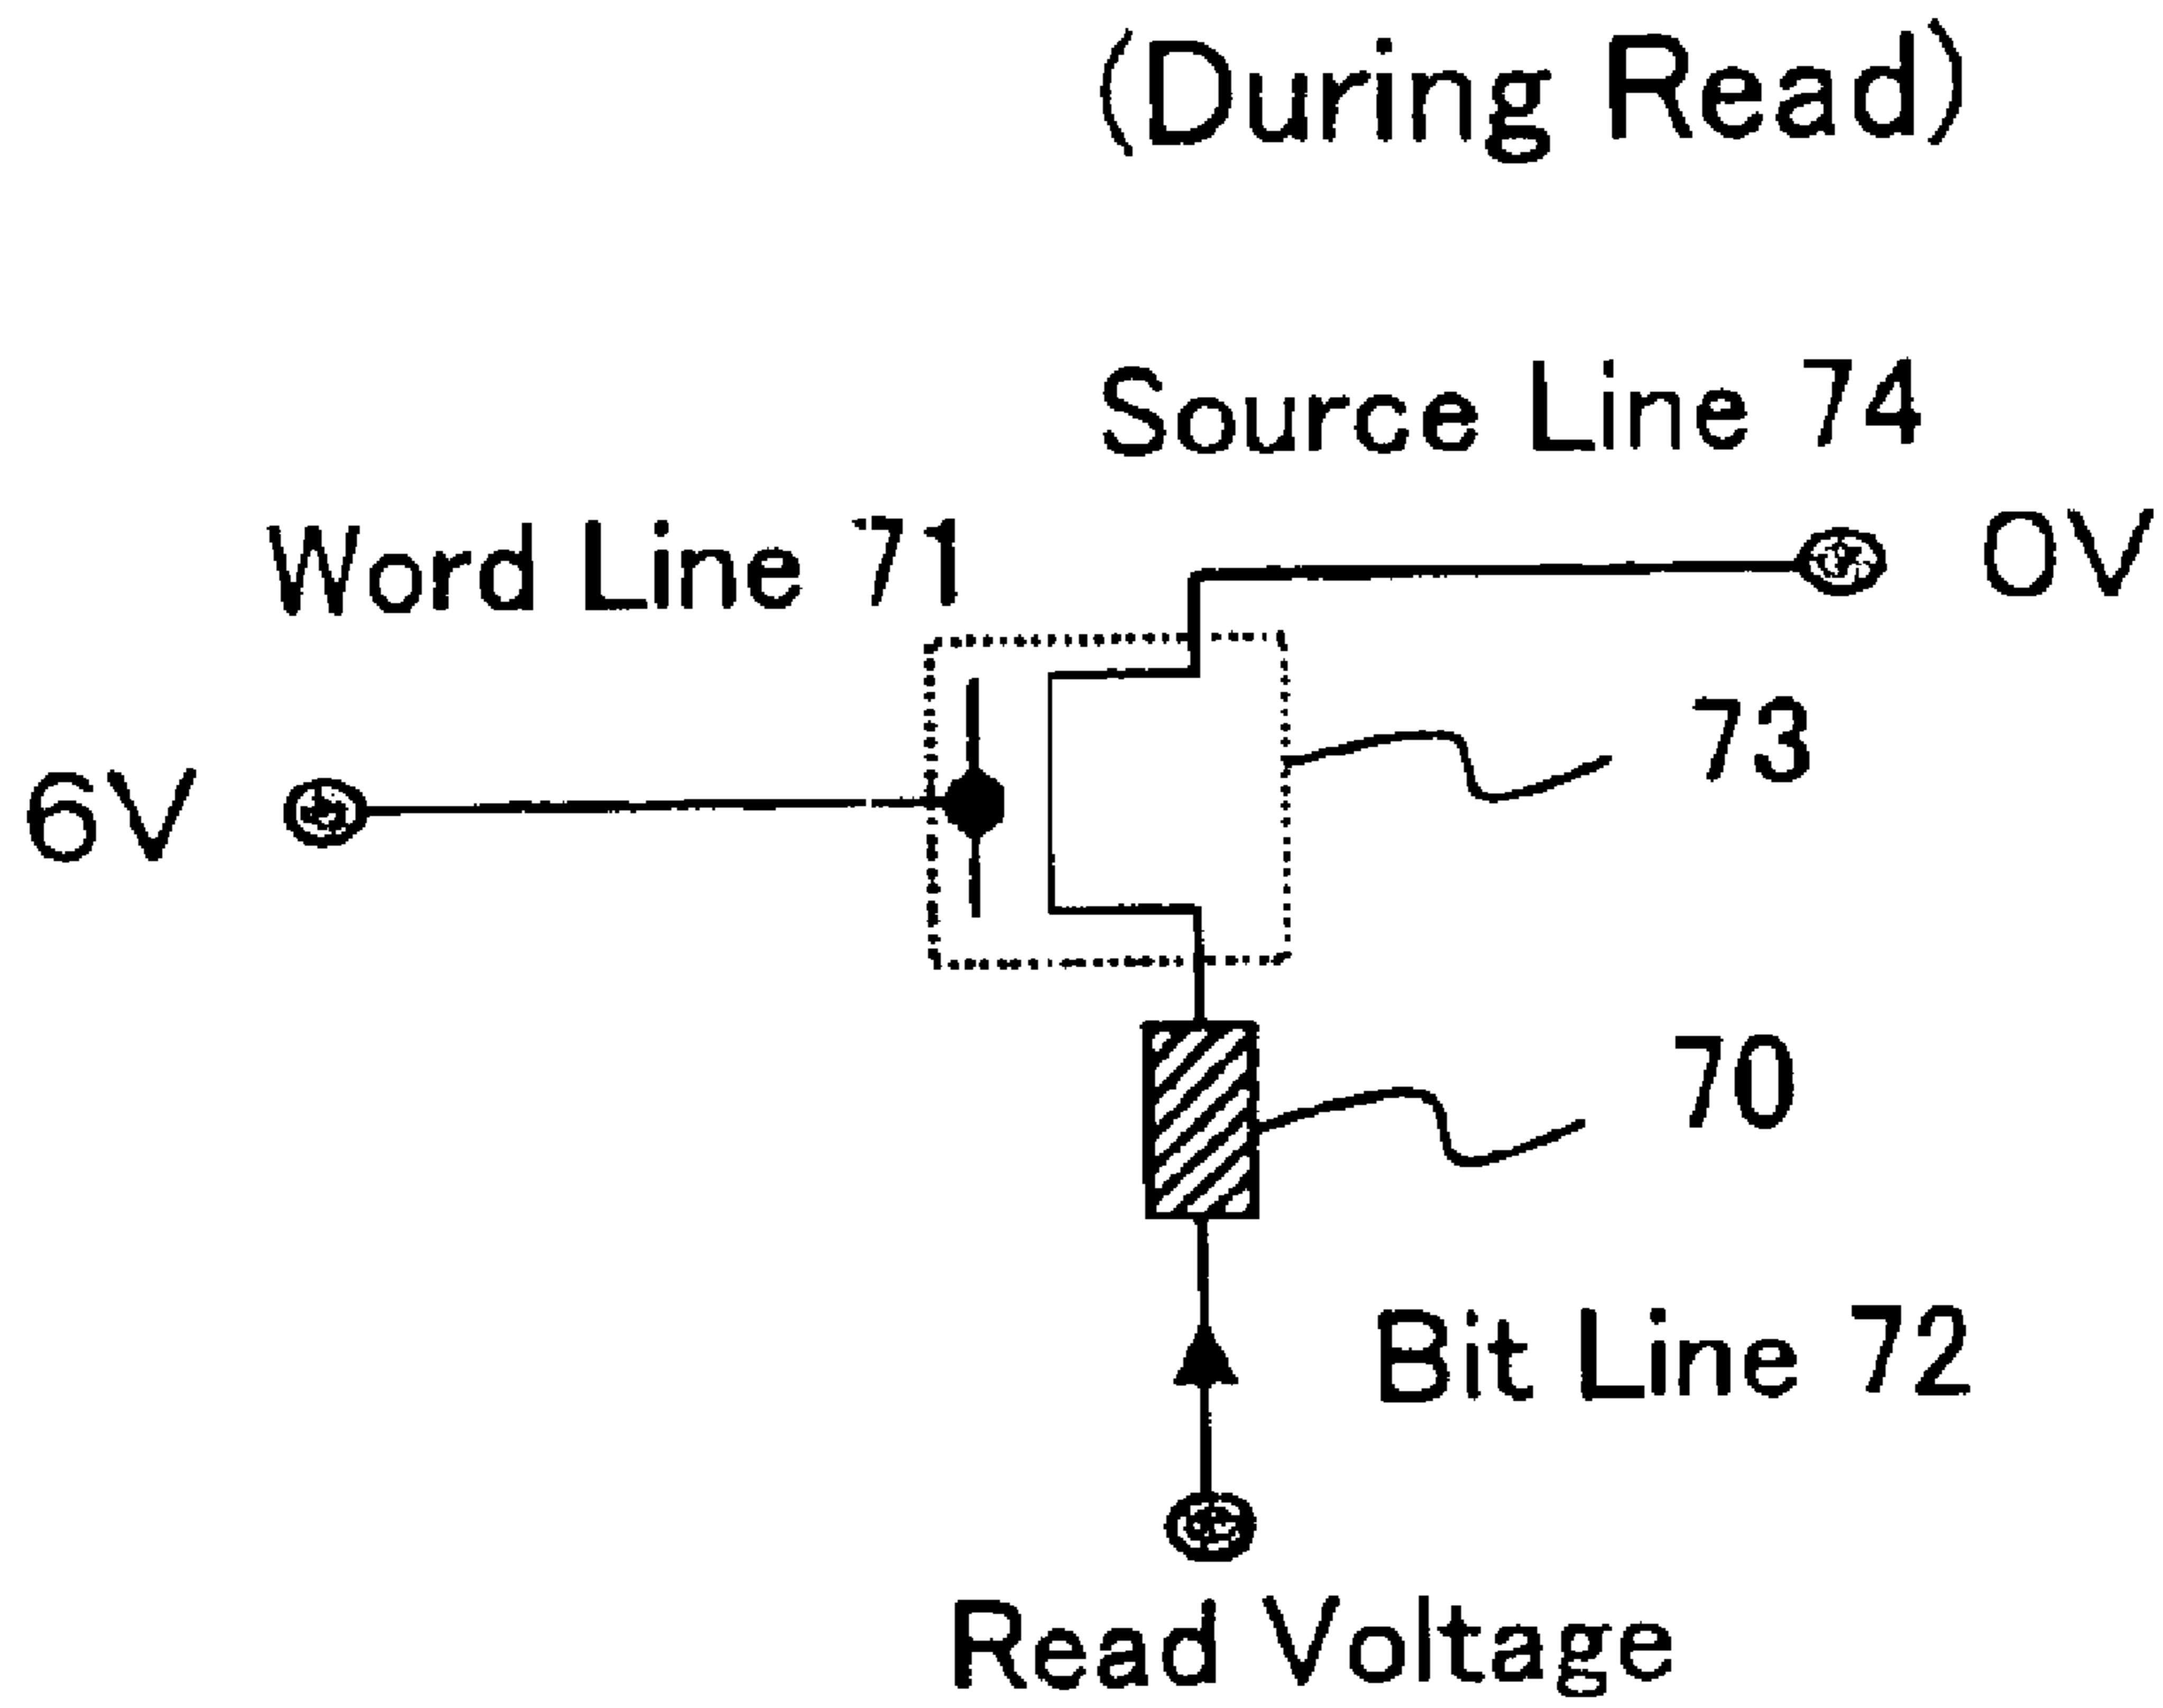 (During Read)
Source Line 74
Word Line 71
0V
73
6V
70
Bit Line 72
Read Voltage